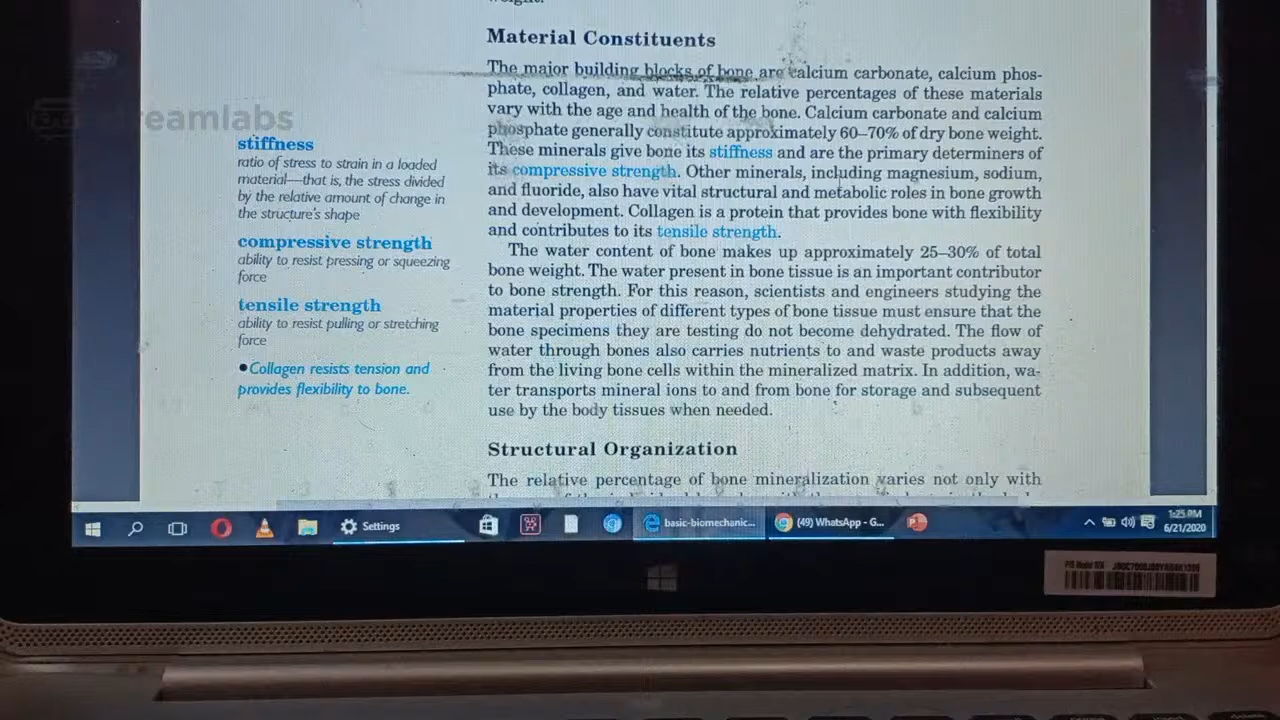 weight.
Material Constituents
The major building blocks of bone are calcium carbonate, calcium phos-
phate, collagen, and water. The relative percentages of these materials
vary with the age and health of the bone. Calcium carbonate and calcium
phosphate generally constitute approximately 60–70% of dry bone weight.
These minerals give bone its stiffness and are the primary determiners of
its compressive strength. Other minerals, including magnesium, sodium,
and fluoride, also have vital structural and metabolic roles in bone growth
and development. Collagen is a protein that provides bone with flexibility
and contributes to its tensile strength.
The water content of bone makes up approximately 25–30% of total
bone weight. The water present in bone tissue is an important contributor
to bone strength. For this reason, scientists and engineers studying the
material properties of different types of bone tissue must ensure that the
bone specimens they are testing do not become dehydrated. The flow of
water through bones also carries nutrients to and waste products away
from the living bone cells within the mineralized matrix. In addition, wa-
ter transports mineral ions to and from bone for storage and subsequent
use by the body tissues when needed.
Structural Organization
The relative percentage of bone mineralization varies not only with
streamlabs
stiffness
ratio of stress to strain in a loaded
material—that is, the stress divided
by the relative amount of change in
the structure's shape
compressive strength
ability to resist pressing or squeezing
force
tensile strength
ability to resist pulling or stretching
force
•Collagen resists tension and
provides flexibility to bone.
Settings
basic-biomechanic...
(49) WhatsApp - G...
1:25 PM
6/21/2020